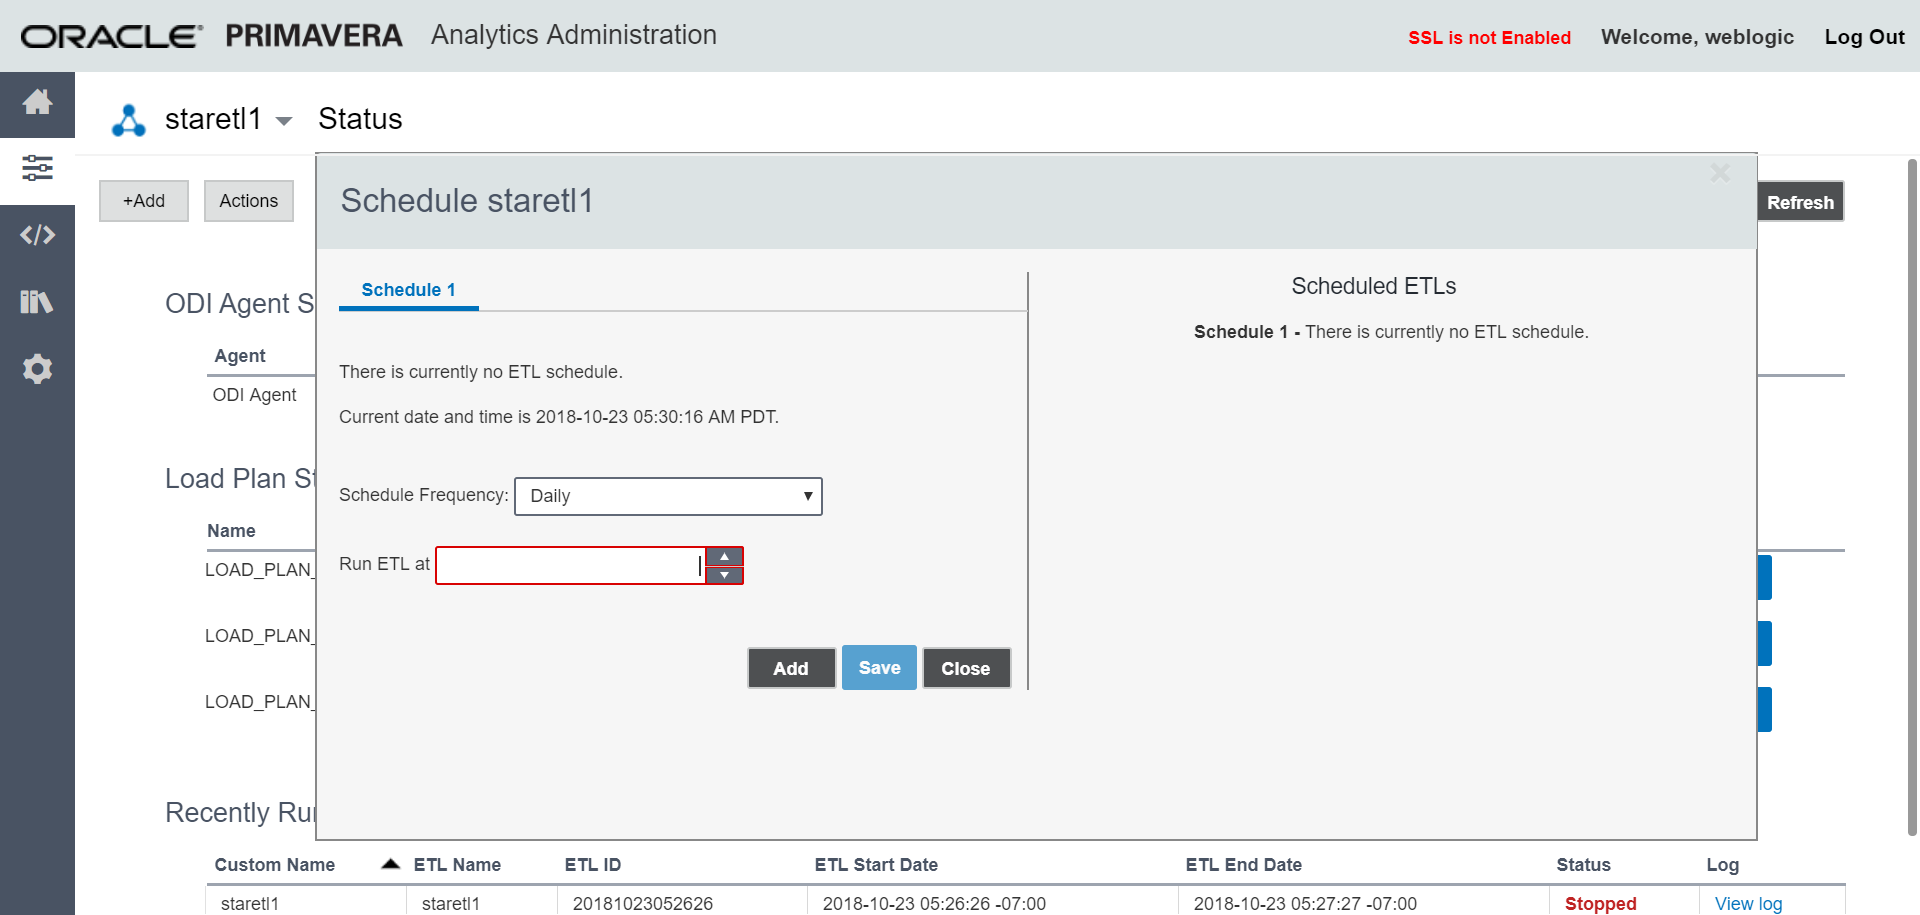 ORACLE PRIMAVERA Analytics Administration
SSL is not Enabled Welcome, weblogic Log Out
staretl1 Status
+Add Actions Refresh
Schedule staretl1
Schedule 1
There is currently no ETL schedule.
Current date and time is 2018-10-23 05:30:16 AM PDT.
Schedule Frequency: Daily
Run ETL at
Add Save Close
Scheduled ETLs
Schedule 1 - There is currently no ETL schedule.
ODI Agent S
Agent
ODI Agent
Load Plan St
Name
LOAD_PLAN_
LOAD_PLAN_
LOAD_PLAN_
Recently Ru
Custom Name ETL Name ETL ID ETL Start Date ETL End Date Status Log
staretl1 staretl1 20181023052626 2018-10-23 05:26:26 -07:00 2018-10-23 05:27:27 -07:00 Stopped View log